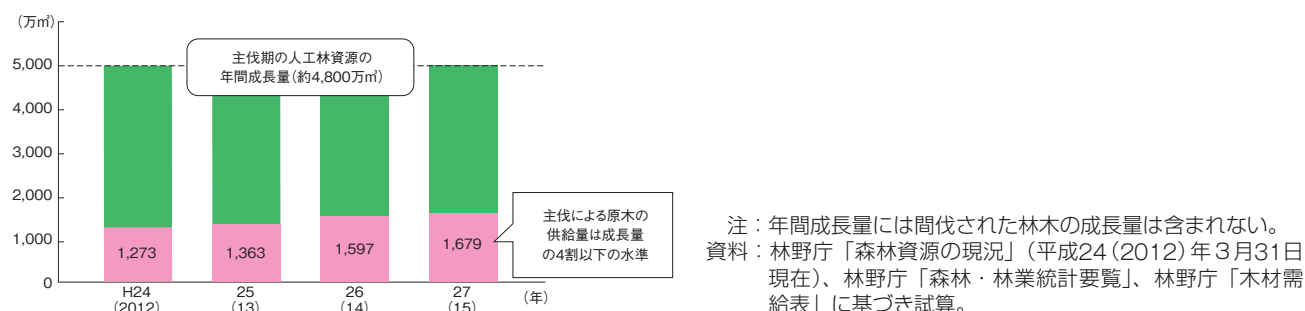 (万㎥)
5,000
4,000
3,000
2,000
1,000
0
主伐期の人工林資源の
年間成長量(約4,800万㎥)
1,273
1,363
1,597
1,679
主伐による原木の
供給量は成長量
の4割以下の水準
H24
(2012)
25
(13)
26
(14)
27
(15)
(年)
注：年間成長量には間伐された林木の成長量は含まれない。
資料：林野庁「森林資源の現況」(平成24(2012)年3月31日
現在)、林野庁「森林・林業統計要覧」、林野庁「木材需
給表」に基づき試算。